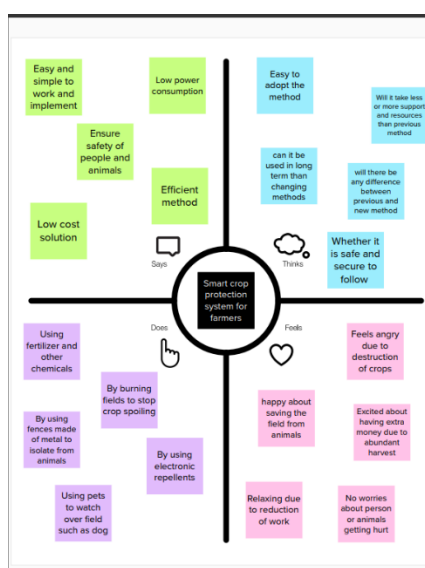 Easy and
simple to
work and
implement
Low power
consumption
Ensure
safety of
people and
animals
Efficient
method
Low cost
solution
Says
Easy to
adopt the
method
Will it take less
or more support
and resources
than previous
method
can it be
used in long
term than
changing
methods
will there be
any difference
between
previous and
new method
Whether it
is safe and
secure to
follow
Thinks
Smart crop
protection
system for
farmers
Does
Using
fertilizer and
other
chemicals
By burning
fields to stop
crop spoiling
By using
fences made
of metal to
isolate from
animals
By using
electronic
repellents
Using pets
to watch
over field
such as dog
Feels
Feels angry
due to
destruction
of crops
happy about
saving the
field from
animals
Excited about
having extra
money due to
abundant
harvest
Relaxing due
to reduction
of work
No worries
about person
or animals
getting hurt